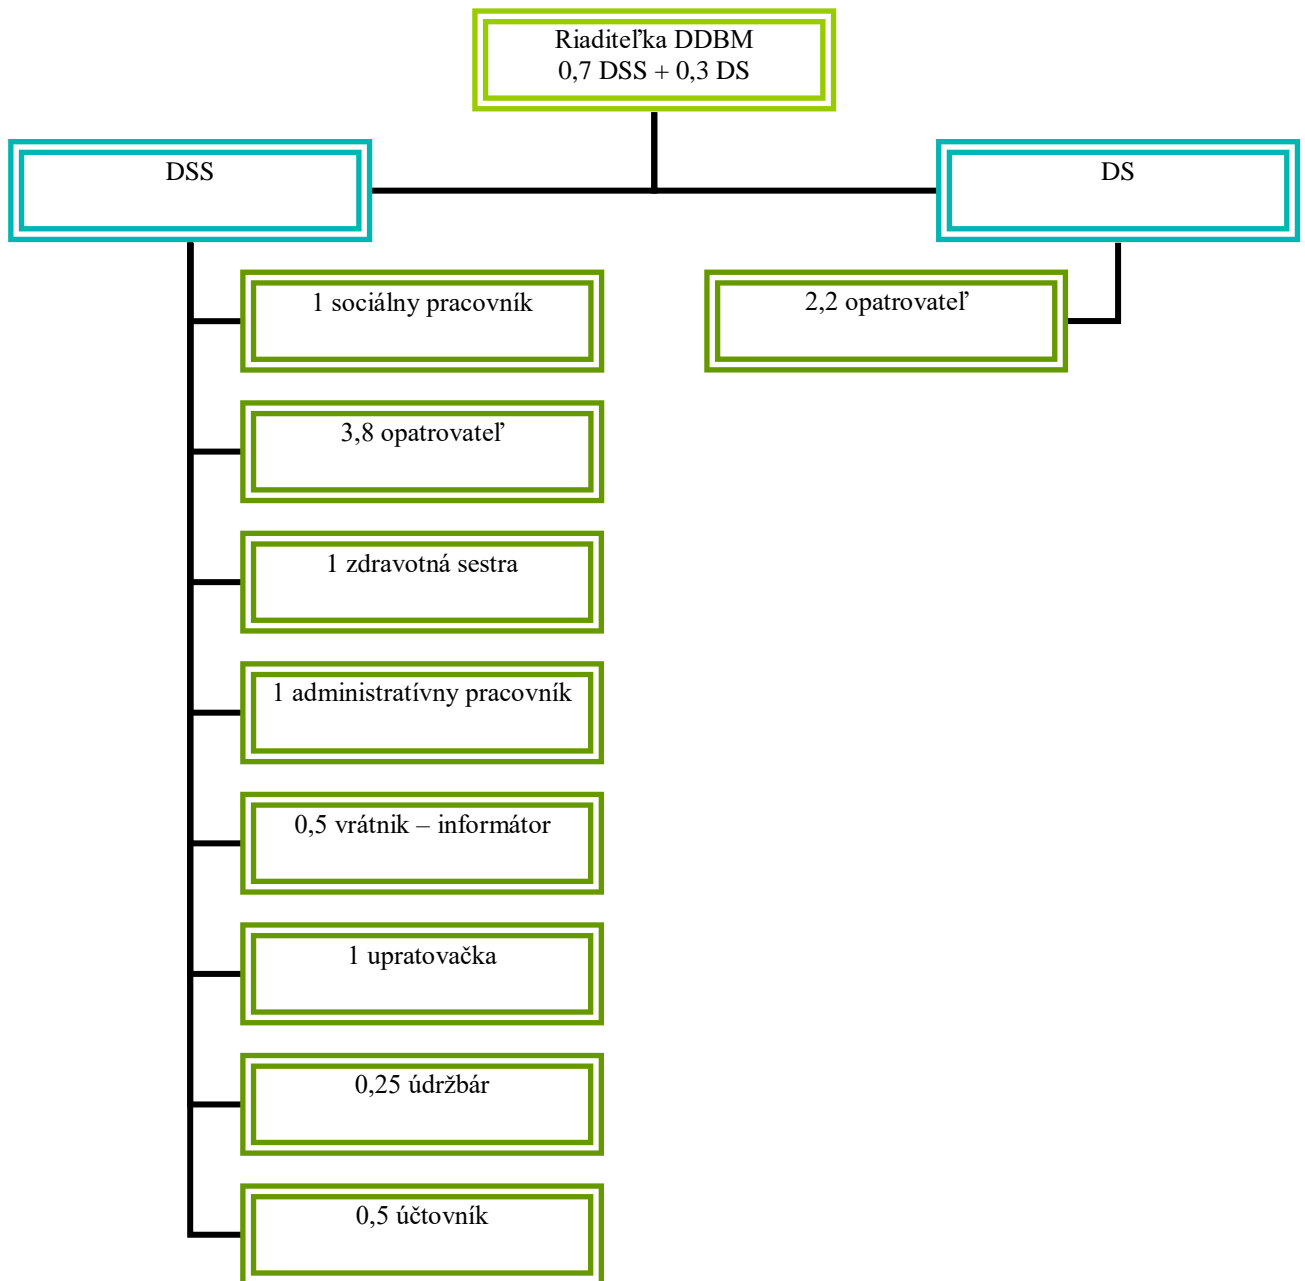 Riaditeľka DDBM
0,7 DSS + 0,3 DS
DSS
DS
1 sociálny pracovník
2,2 opatrovateľ
3,8 opatrovateľ
1 zdravotná sestra
1 administratívny pracovník
0,5 vrátnik – informátor
1 upratovačka
0,25 údržbár
0,5 účtovník